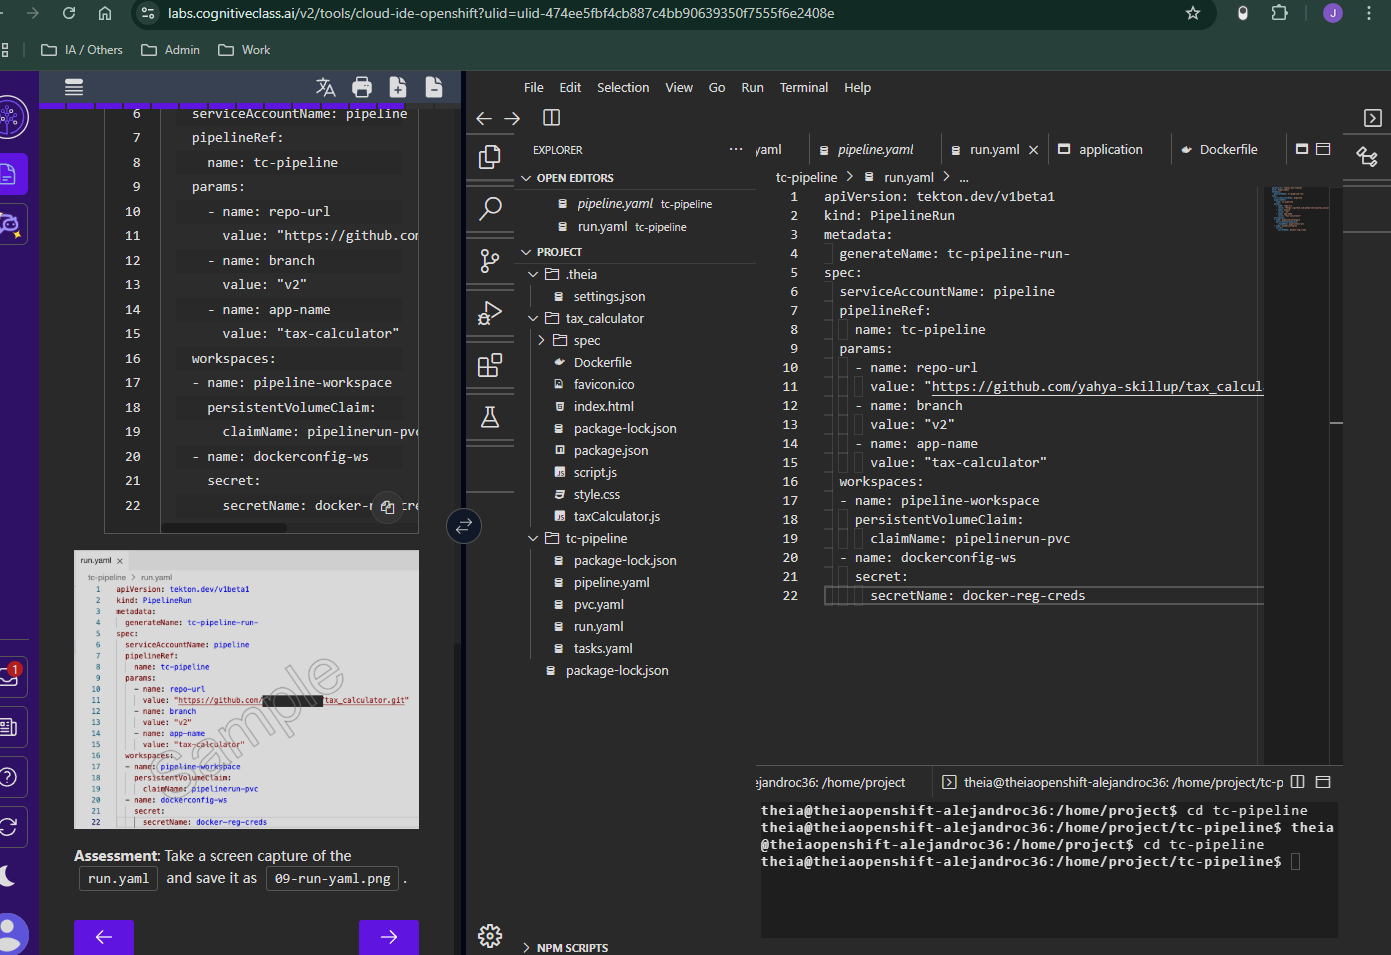 labs.cognitiveclass.ai/v2/tools/cloud-ide-openshift?ulid=ulid-474ee5fbf4cb887c4bb90639350f7555f6e2408e
J
IA / Others
Admin
Work
6 serviceAccountName: pipeline
7 pipelineRef:
8 name: tc-pipeline
9 params:
10 - name: repo-url
11 value: "https://github.com
12 - name: branch
13 value: "v2"
14 - name: app-name
15 value: "tax-calculator"
16 workspaces:
17 - name: pipeline-workspace
18 persistentVolumeClaim:
19 claimName: pipelinerun-pvc
20 - name: dockerconfig-ws
21 secret:
22 secretName: docker-r
run.yaml ×
tc-pipeline > run.yaml
1 apiVersion: tekton.dev/v1beta1
2 kind: PipelineRun
3 metadata:
4 generateName: tc-pipeline-run-
5 spec:
6 serviceAccountName: pipeline
7 pipelineRef:
8 name: tc-pipeline
9 params:
10 - name: repo-url
11 value: "https://github.com/ tax_calculator.git"
12 - name: branch
13 value: "v2"
14 - name: app-name
15 value: "tax-calculator"
16 workspaces:
17 - name: pipeline-workspace
18 persistentVolumeClaim:
19 claimName: pipelinerun-pvc
20 - name: dockerconfig-ws
21 secret:
22 secretName: docker-reg-creds
Sample
Assessment: Take a screen capture of the
run.yaml and save it as 09-run-yaml.png .
1
File Edit Selection View Go Run Terminal Help
EXPLORER ...
OPEN EDITORS
pipeline.yaml tc-pipeline
run.yaml tc-pipeline
PROJECT
.theia
settings.json
tax_calculator
spec
Dockerfile
favicon.ico
index.html
package-lock.json
package.json
script.js
style.css
taxCalculator.js
tc-pipeline
package-lock.json
pipeline.yaml
pvc.yaml
run.yaml
tasks.yaml
package-lock.json
NPM SCRIPTS
yaml pipeline.yaml run.yaml × application Dockerfile
tc-pipeline > run.yaml > ...
1 apiVersion: tekton.dev/v1beta1
2 kind: PipelineRun
3 metadata:
4 generateName: tc-pipeline-run-
5 spec:
6 serviceAccountName: pipeline
7 pipelineRef:
8 name: tc-pipeline
9 params:
10 - name: repo-url
11 value: "https://github.com/yahya-skillup/tax_calcul
12 - name: branch
13 value: "v2"
14 - name: app-name
15 value: "tax-calculator"
16 workspaces:
17 - name: pipeline-workspace
18 persistentVolumeClaim:
19 claimName: pipelinerun-pvc
20 - name: dockerconfig-ws
21 secret:
22 secretName: docker-reg-creds
ejandroc36: /home/project theia@theiaopenshift-alejandroc36: /home/project/tc-p
theia@theiaopenshift-alejandroc36:/home/project$ cd tc-pipeline
theia@theiaopenshift-alejandroc36:/home/project/tc-pipeline$ theia
@theiaopenshift-alejandroc36:/home/project$ cd tc-pipeline
theia@theiaopenshift-alejandroc36:/home/project/tc-pipeline$